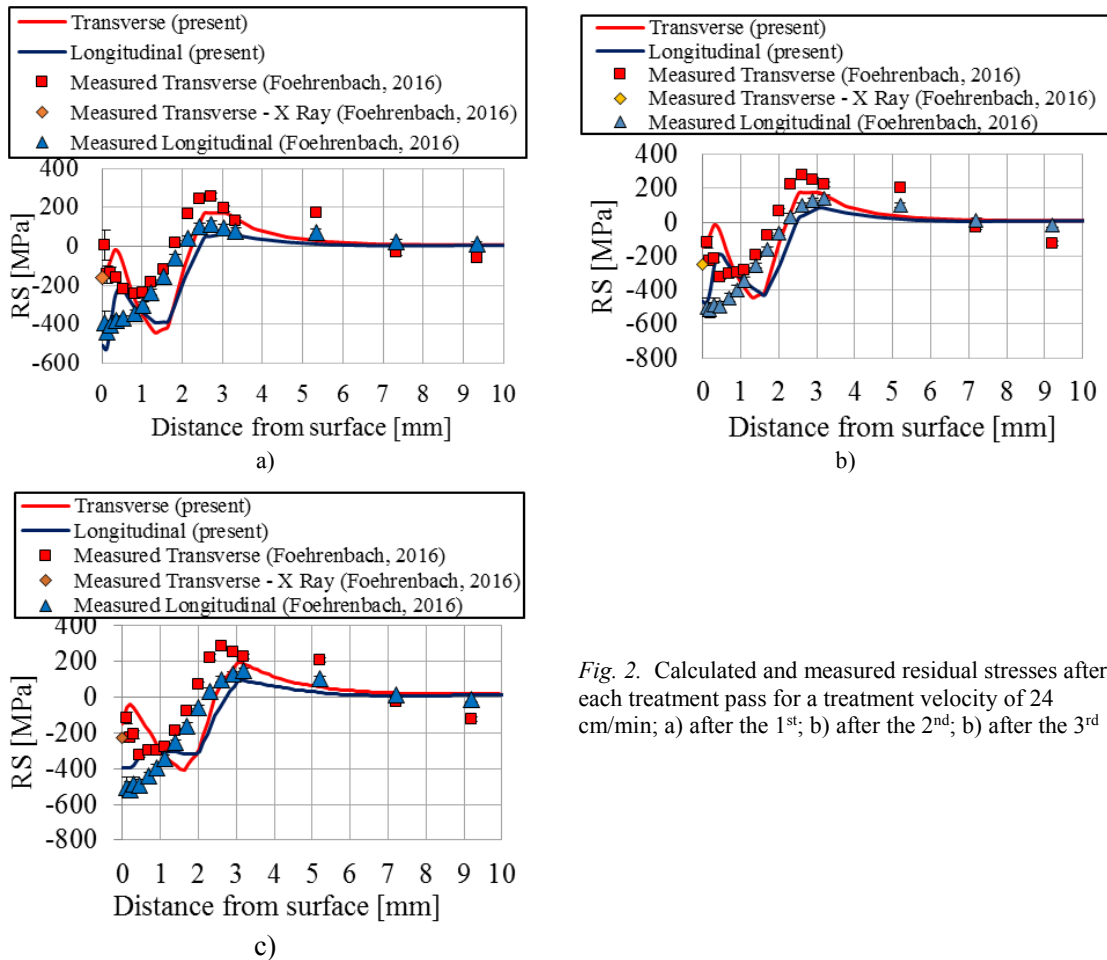 Transverse (present)
Longitudinal (present)
Measured Transverse (Foehrenbach, 2016)
Measured Transverse - X Ray (Foehrenbach, 2016)
Measured Longitudinal (Foehrenbach, 2016)
400
200
0
-200
-400
-600
RS [MPa]
0 1 2 3 4 5 6 7 8 9 10
Distance from surface [mm]
a)
Transverse (present)
Longitudinal (present)
Measured Transverse (Foehrenbach, 2016)
Measured Transverse - X Ray (Foehrenbach, 2016)
Measured Longitudinal (Foehrenbach, 2016)
400
200
0
-200
-400
-600
-800
RS [MPa]
0 1 2 3 4 5 6 7 8 9 10
Distance from surface [mm]
b)
Transverse (present)
Longitudinal (present)
Measured Transverse (Foehrenbach, 2016)
Measured Transverse - X Ray (Foehrenbach, 2016)
Measured Longitudinal (Foehrenbach, 2016)
400
200
0
-200
-400
-600
-800
RS [MPa]
0 1 2 3 4 5 6 7 8 9 10
Distance from surface [mm]
c)
Fig. 2. Calculated and measured residual stresses after
each treatment pass for a treatment velocity of 24
cm/min; a) after the 1st; b) after the 2nd; b) after the 3rd